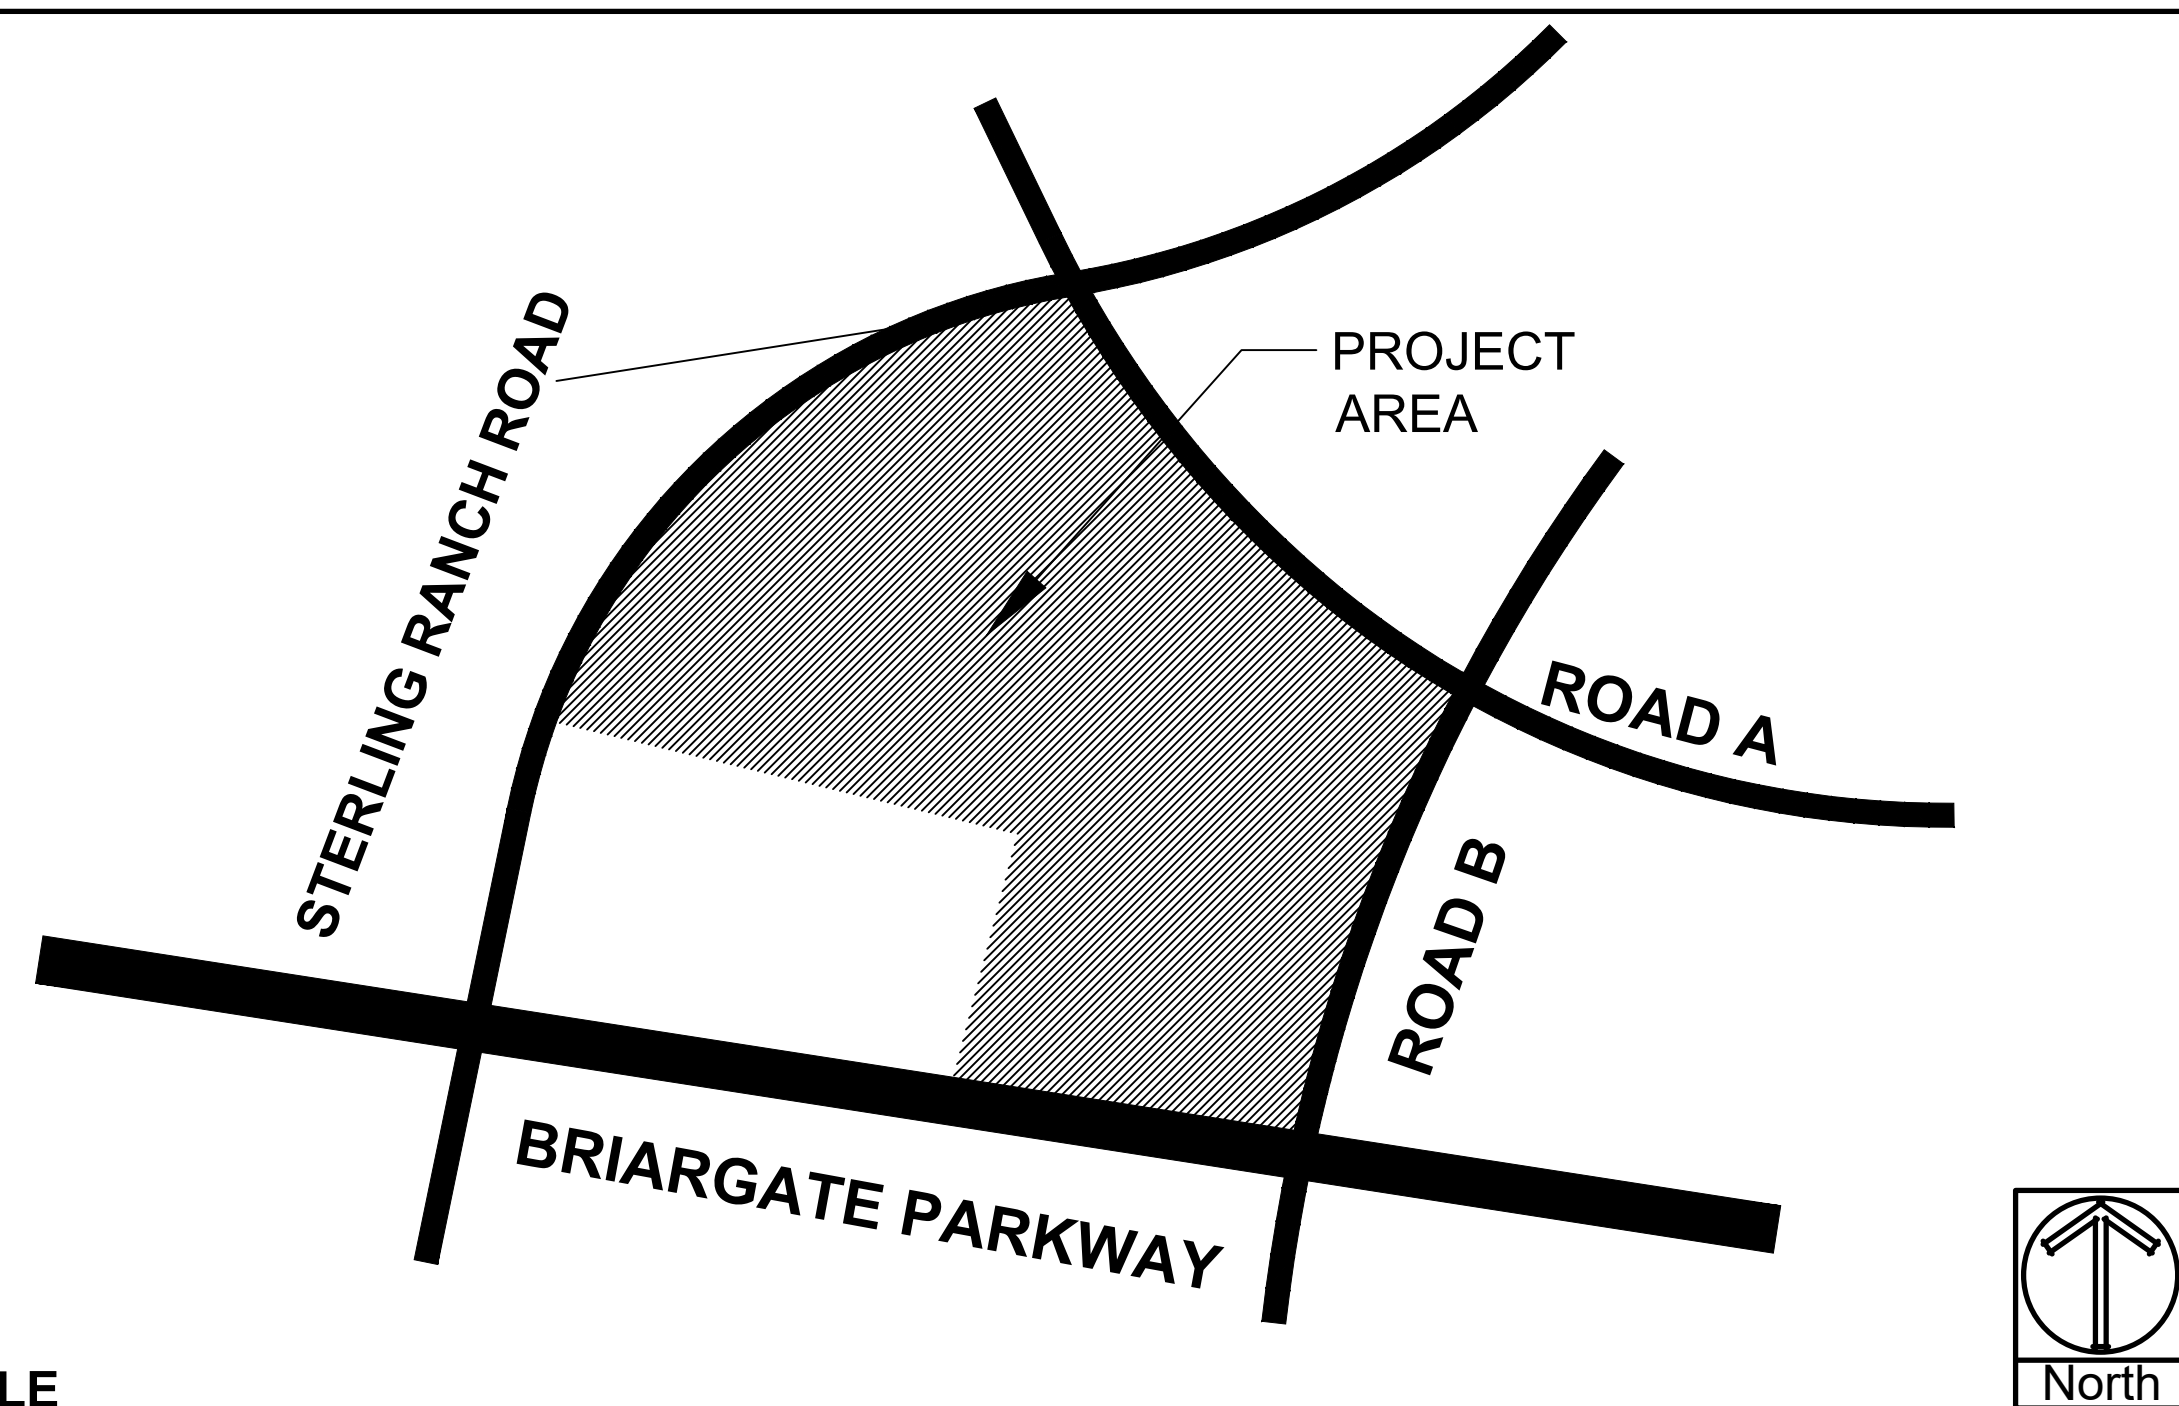 STERLING RANCH ROAD
PROJECT
AREA
ROAD A
ROAD B
BRIARGATE PARKWAY
LE
North